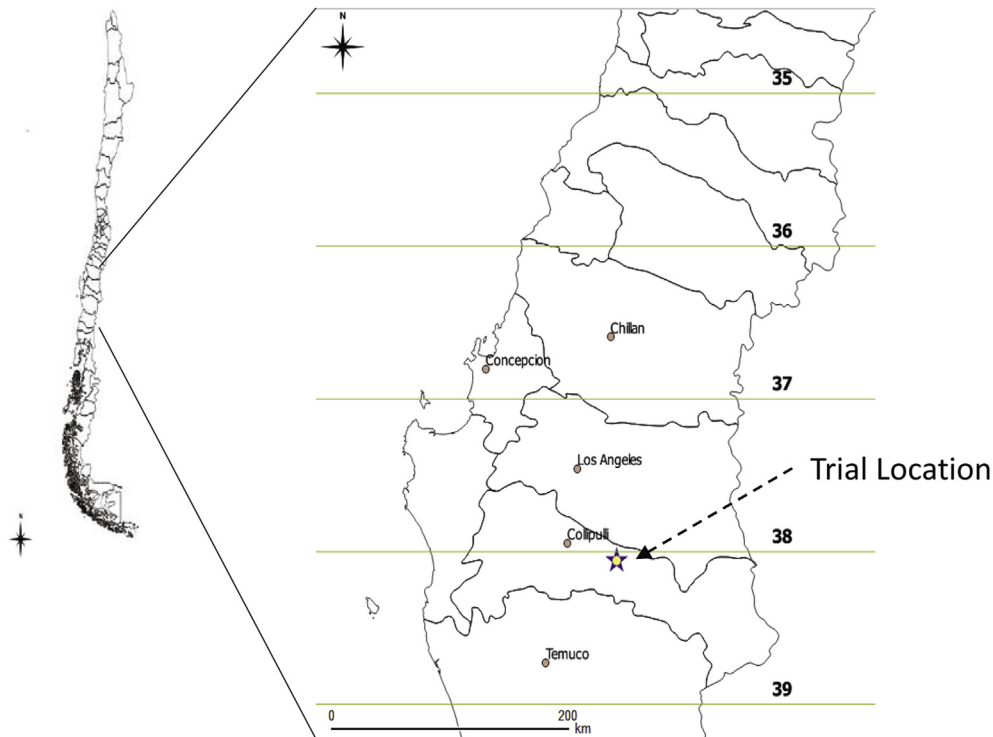 N
N
35
36
Chillan
Concepcion
37
Los Angeles
Trial Location
38
Collipulli
Temuco
39
0 200
km